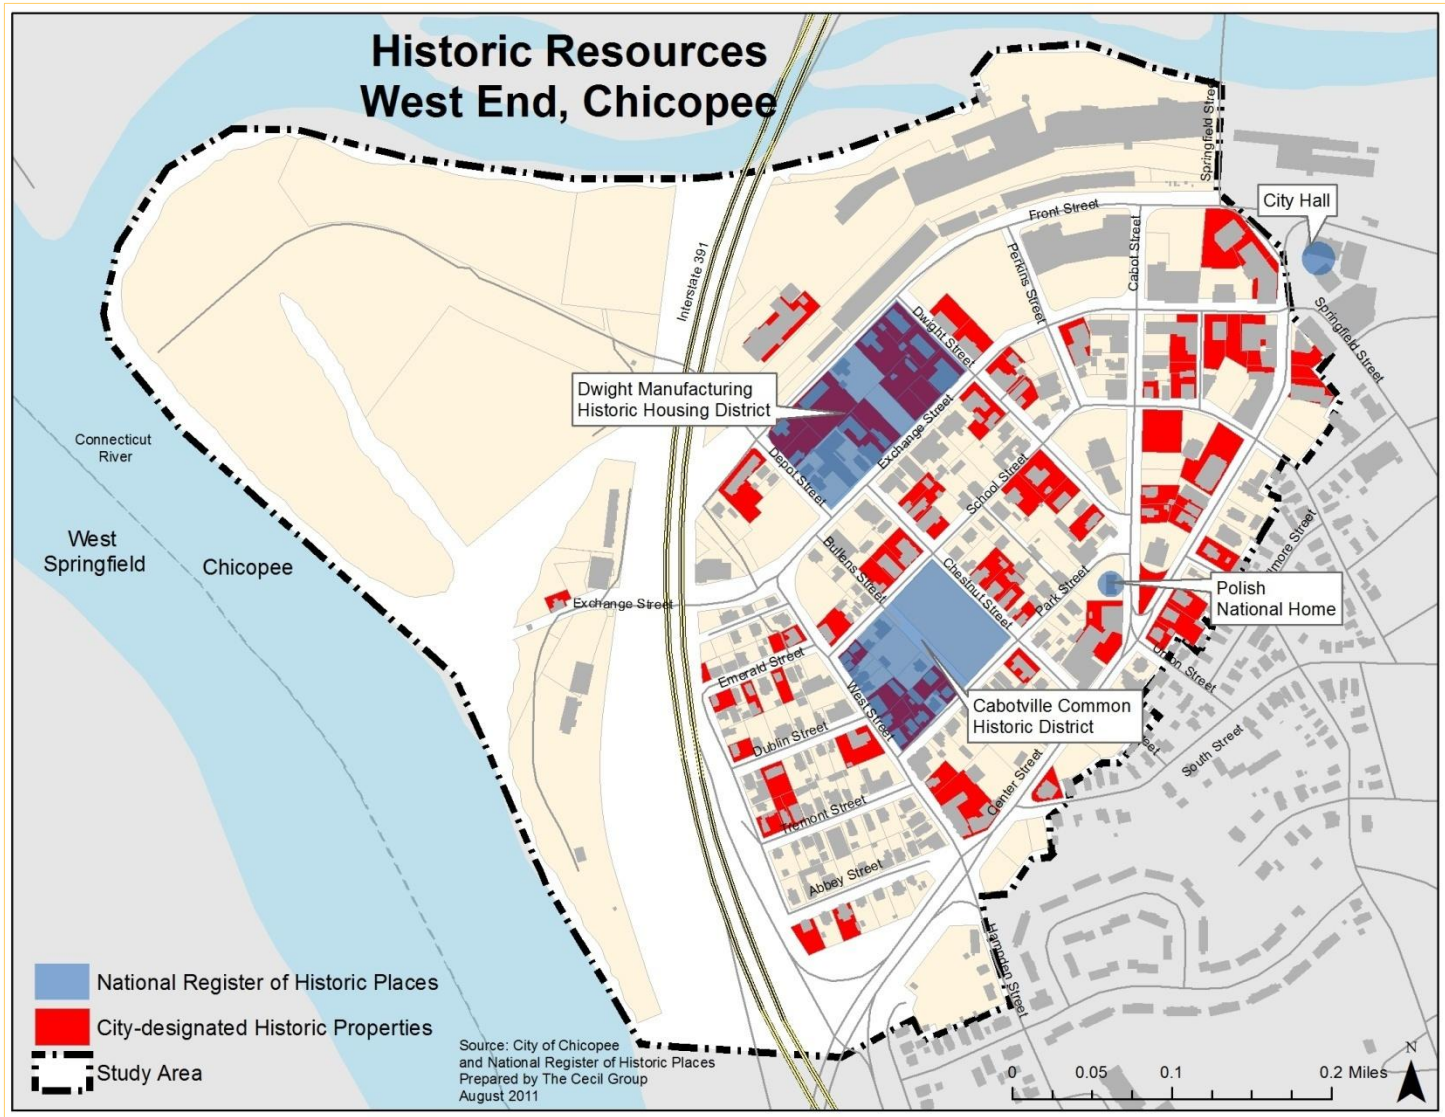 Historic Resources
West End, Chicopee
Springfield Street
City Hall
Front Street
Cabot Street
Perkins Street
Interstate 391
Dwight Street
Springfield Street
Dwight Manufacturing
Historic Housing District
Exchange Street
Depot Street
School Street
Connecticut
River
West
Springfield
Chicopee
Bullens Street
Chestnut Street
Park Street
Polish
National Home
Exchange Street
Emerald Street
Union Street
West Street
Cabotville Common
Historic District
Dublin Street
South Street
Center Street
Tremont Street
Abbey Street
Hampden Street
National Register of Historic Places
City-designated Historic Properties
Study Area
Source: City of Chicopee
and National Register of Historic Places
Prepared by The Cecil Group
August 2011
N
0 0.05 0.1 0.2 Miles